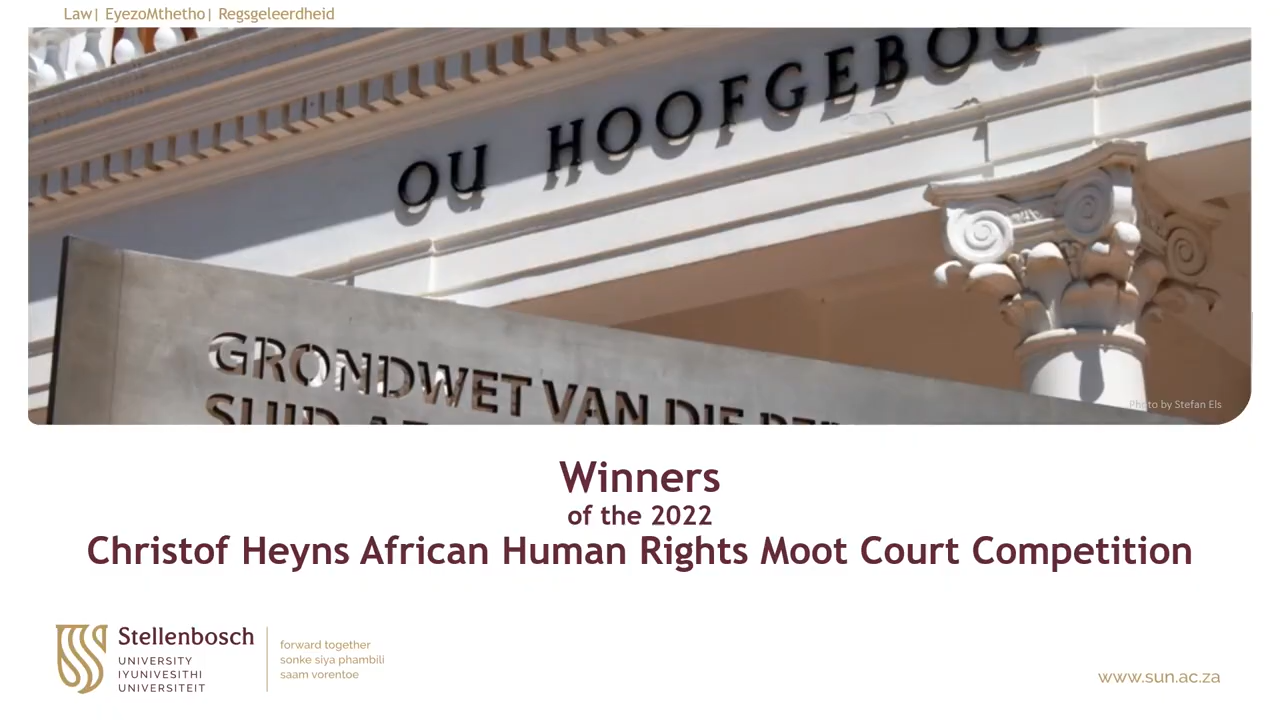 Law| EyezoMthetho| Regsgeleerdheid
OU HOOFGEBOU
GRONDWET VAN DIE
Photo by Stefan Els
Winners
of the 2022
Christof Heyns African Human Rights Moot Court Competition
Stellenbosch
UNIVERSITY
IYUNIVESITHI
UNIVERSITEIT
forward together
sonke siya phambili
saam vorentoe
www.sun.ac.za